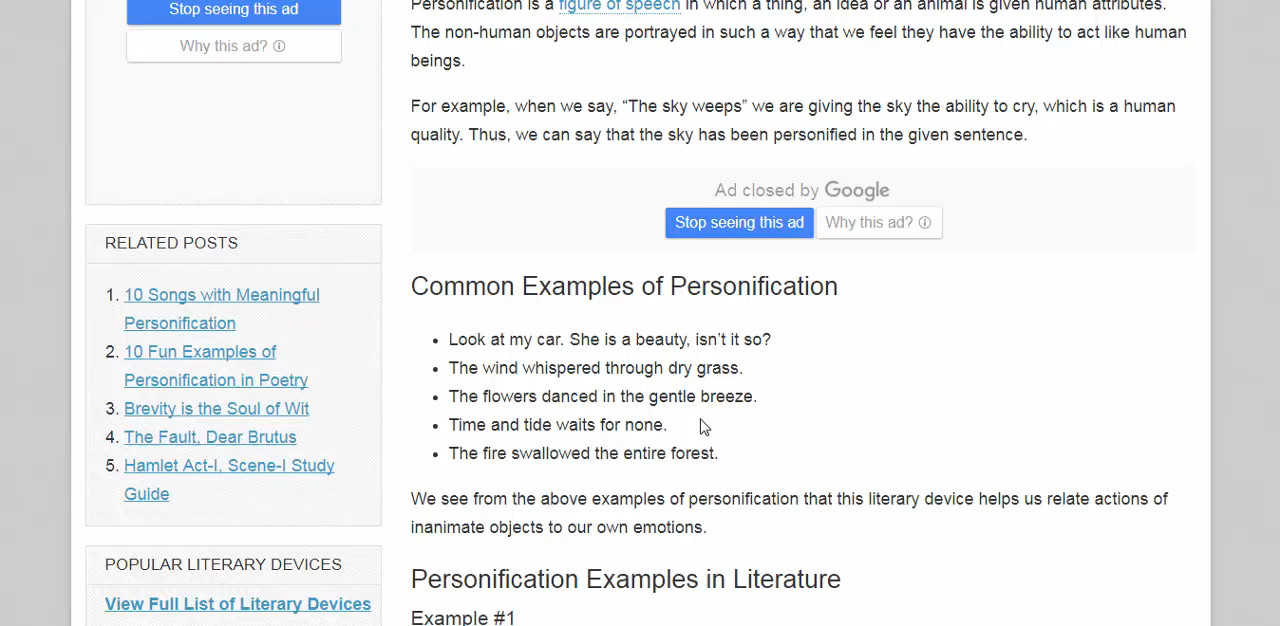 Stop seeing this ad
Why this ad?
RELATED POSTS
1. 10 Songs with Meaningful
Personification
2. 10 Fun Examples of
Personification in Poetry
3. Brevity is the Soul of Wit
4. The Fault, Dear Brutus
5. Hamlet Act-I, Scene-I Study
Guide
POPULAR LITERARY DEVICES
View Full List of Literary Devices
Personification is a figure of speech in which a thing, an idea or an animal is given human attributes.
The non-human objects are portrayed in such a way that we feel they have the ability to act like human
beings.
For example, when we say, “The sky weeps” we are giving the sky the ability to cry, which is a human
quality. Thus, we can say that the sky has been personified in the given sentence.
Ad closed by Google
Stop seeing this ad Why this ad?
Common Examples of Personification
• Look at my car. She is a beauty, isn’t it so?
• The wind whispered through dry grass.
• The flowers danced in the gentle breeze.
• Time and tide waits for none.
• The fire swallowed the entire forest.
We see from the above examples of personification that this literary device helps us relate actions of
inanimate objects to our own emotions.
Personification Examples in Literature
Example #1